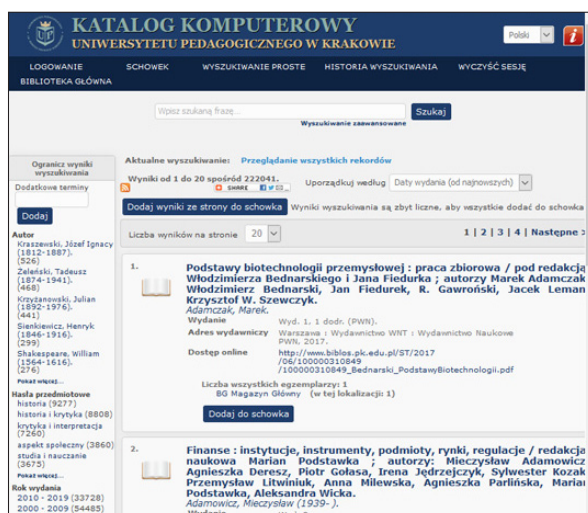 KATALOG KOMPUTEROWY
UNIWERSYTETU PEDAGOGICZNEGO W KRAKOWIE
Polski
i
LOGOWANIE SCHOWEK WYSZUKIWANIE PROSTE HISTORIA WYSZUKIWANIA WYCZYŚĆ SESJĘ
BIBLIOTEKA GŁÓWNA
Wpisz szukaną frazę... Szukaj
Wyszukiwanie zaawansowane
Ogranicz wyniki
wyszukiwania
Dodatkowe terminy
Dodaj
Autor
Kraszewski, Józef Ignacy
(1812-1887).
(526)
Żeleński, Tadeusz
(1874-1941).
(468)
Krzyżanowski, Julian
(1892-1976).
(441)
Sienkiewicz, Henryk
(1846-1916).
(299)
Shakespeare, William
(1564-1616).
(276)
Pokaż więcej...
Hasła przedmiotowe
historia (9277)
historia i krytyka (8808)
krytyka i interpretacja
(7260)
aspekt społeczny (3860)
studia i nauczanie
(3675)
Pokaż więcej...
Rok wydania
2010 - 2019 (33728)
2000 - 2009 (54485)
Aktualne wyszukiwanie: Przeglądanie wszystkich rekordów
Wyniki od 1 do 20 spośród 222041.
SHARE
Uporządkuj według Daty wydania (od najnowszych)
Dodaj wyniki ze strony do schowka Wyniki wyszukiwania są zbyt liczne, aby wszystkie dodać do schowka
Liczba wyników na stronie 20 1 | 2 | 3 | 4 | Następne
1. Podstawy biotechnologii przemysłowej : praca zbiorowa / pod redakcją
Włodzimierza Bednarskiego i Jana Fiedurka ; autorzy Marek Adamczak
Włodzimierz Bednarski, Jan Fiedurek, R. Gawroński, Jacek Leman
Krzysztof W. Szewczyk.
Adamczak, Marek.
Wydanie Wyd. 1, 1 dodr. (PWN).
Adres wydawniczy Warszawa : Wydawnictwo WNT : Wydawnictwo Naukowe
PWN, 2017.
Dostęp online http://www.biblos.pk.edu.pl/ST/2017
/06/100000310849
/100000310849_Bednarski_PodstawyBiotechnologii.pdf
Liczba wszystkich egzemplarzy: 1
BG Magazyn Główny (w tej lokalizacji: 1)
Dodaj do schowka
2. Finanse : instytucje, instrumenty, podmioty, rynki, regulacje / redakcja
naukowa Marian Podstawka ; autorzy: Mieczysław Adamowicz
Agnieszka Deresz, Piotr Gołasa, Irena Jędrzejczyk, Sylwester Kozak
Przemysław Litwiniuk, Anna Milewska, Agnieszka Parlińska, Marian
Podstawka, Aleksandra Wicka.
Adamowicz, Mieczysław (1939- ).